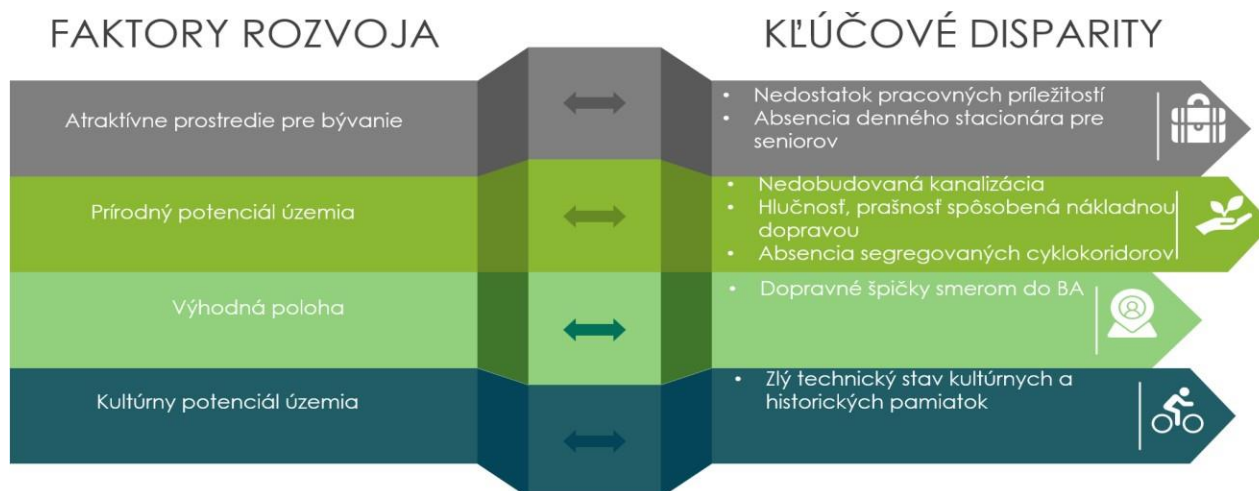 FAKTORY ROZVOJA
KĽÚČOVÉ DISPARITY
Atraktívne prostredie pre bývanie
• Nedostatok pracovných príležitostí
• Absencia denného stacionára pre
seniorov
Prírodný potenciál územia
• Nedobudovaná kanalizácia
• Hlučnosť, prašnosť spôsobená nákladnou
dopravou
• Absencia segregovaných cyklokoridorov
Výhodná poloha
• Dopravné špičky smerom do BA
Kultúrny potenciál územia
• Zlý technický stav kultúrnych a
historických pamiatok